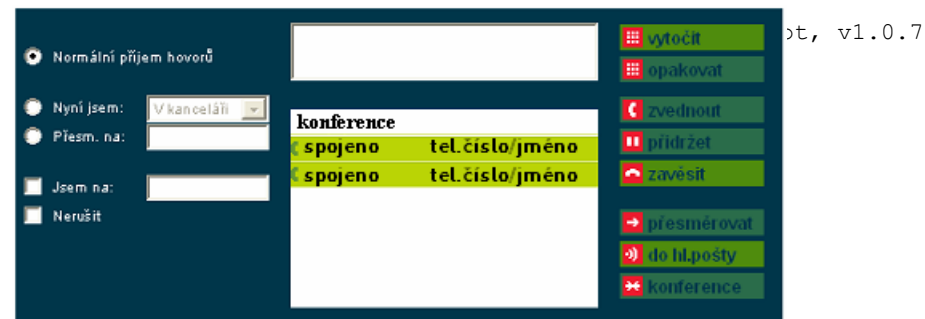 Normální příjem hovorů
Nyní jsem: V kanceláři
Přesm. na:
Jsem na:
Nerušit
konference
spojeno tel.číslo/jméno
spojeno tel.číslo/jméno
vytočit
opakovat
zvednout
přidržet
zavěsit
přesměrovat
do hl.pošty
konference
v1.0.7